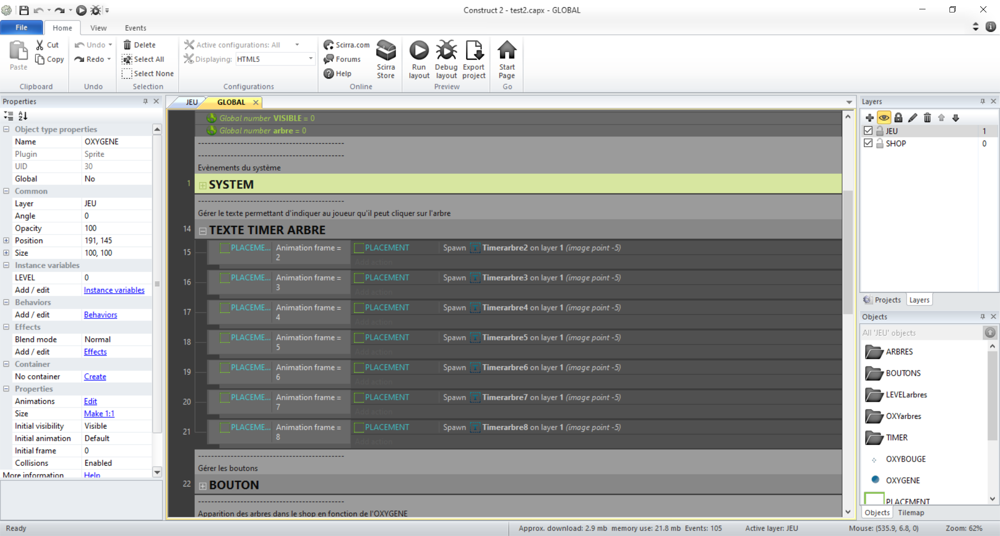 Construct 2 - test2.capx - GLOBAL
File Home View Events
Paste Cut Copy Clipboard
Undo Redo Undo
Delete Select All Select None Selection
Active configurations: All
Displaying: HTML5
Configurations
Scirra.com Forums Help Scirra Store Online
Run layout Debug layout Export project Preview
Start Page Go
Properties
Object type properties
Name OXYGENE
Plugin Sprite
UID 30
Global No
Common
Layer JEU
Angle 0
Opacity 100
Position 191, 145
Size 100, 100
Instance variables
LEVEL 0
Add / edit Instance variables
Behaviors
Add / edit Behaviors
Effects
Blend mode Normal
Add / edit Effects
Container
No container Create
Properties
Animations Edit
Size Make 1:1
Initial visibility Visible
Initial animation Default
Initial frame 0
Collisions Enabled
More information Help
JEU GLOBAL
Global number VISIBLE = 0
Global number arbre = 0
---------------------------------------------
---------------------------------------------
Evènements du système
1 SYSTEM
---------------------------------------------
Gérer le texte permettant d'indiquer au joueur qu'il peut cliquer sur l'arbre
14 TEXTE TIMER ARBRE
15 PLACEME... Animation frame = 2 PLACEMENT Spawn Timerarbre2 on layer 1 (image point -5)
Add action
16 PLACEME... Animation frame = 3 PLACEMENT Spawn Timerarbre3 on layer 1 (image point -5)
Add action
17 PLACEME... Animation frame = 4 PLACEMENT Spawn Timerarbre4 on layer 1 (image point -5)
Add action
18 PLACEME... Animation frame = 5 PLACEMENT Spawn Timerarbre5 on layer 1 (image point -5)
Add action
19 PLACEME... Animation frame = 6 PLACEMENT Spawn Timerarbre6 on layer 1 (image point -5)
Add action
20 PLACEME... Animation frame = 7 PLACEMENT Spawn Timerarbre7 on layer 1 (image point -5)
Add action
21 PLACEME... Animation frame = 8 PLACEMENT Spawn Timerarbre8 on layer 1 (image point -5)
Add action
---------------------------------------------
Gérer les boutons
22 BOUTON
---------------------------------------------
Apparition des arbres dans le shop en fonction de l'OXYGENE
Layers
JEU 1
SHOP 0
Projects Layers
Objects
All 'JEU' objects
ARBRES
BOUTONS
LEVELarbres
OXYarbres
TIMER
OXYBOUGE
OXYGENE
PLACEMENT
Objects Tilemap
Ready
Approx. download: 2.9 mb memory use: 21.8 mb Events: 105 Active layer: JEU Mouse: (535.9, 6.8, 0) Zoom: 62%